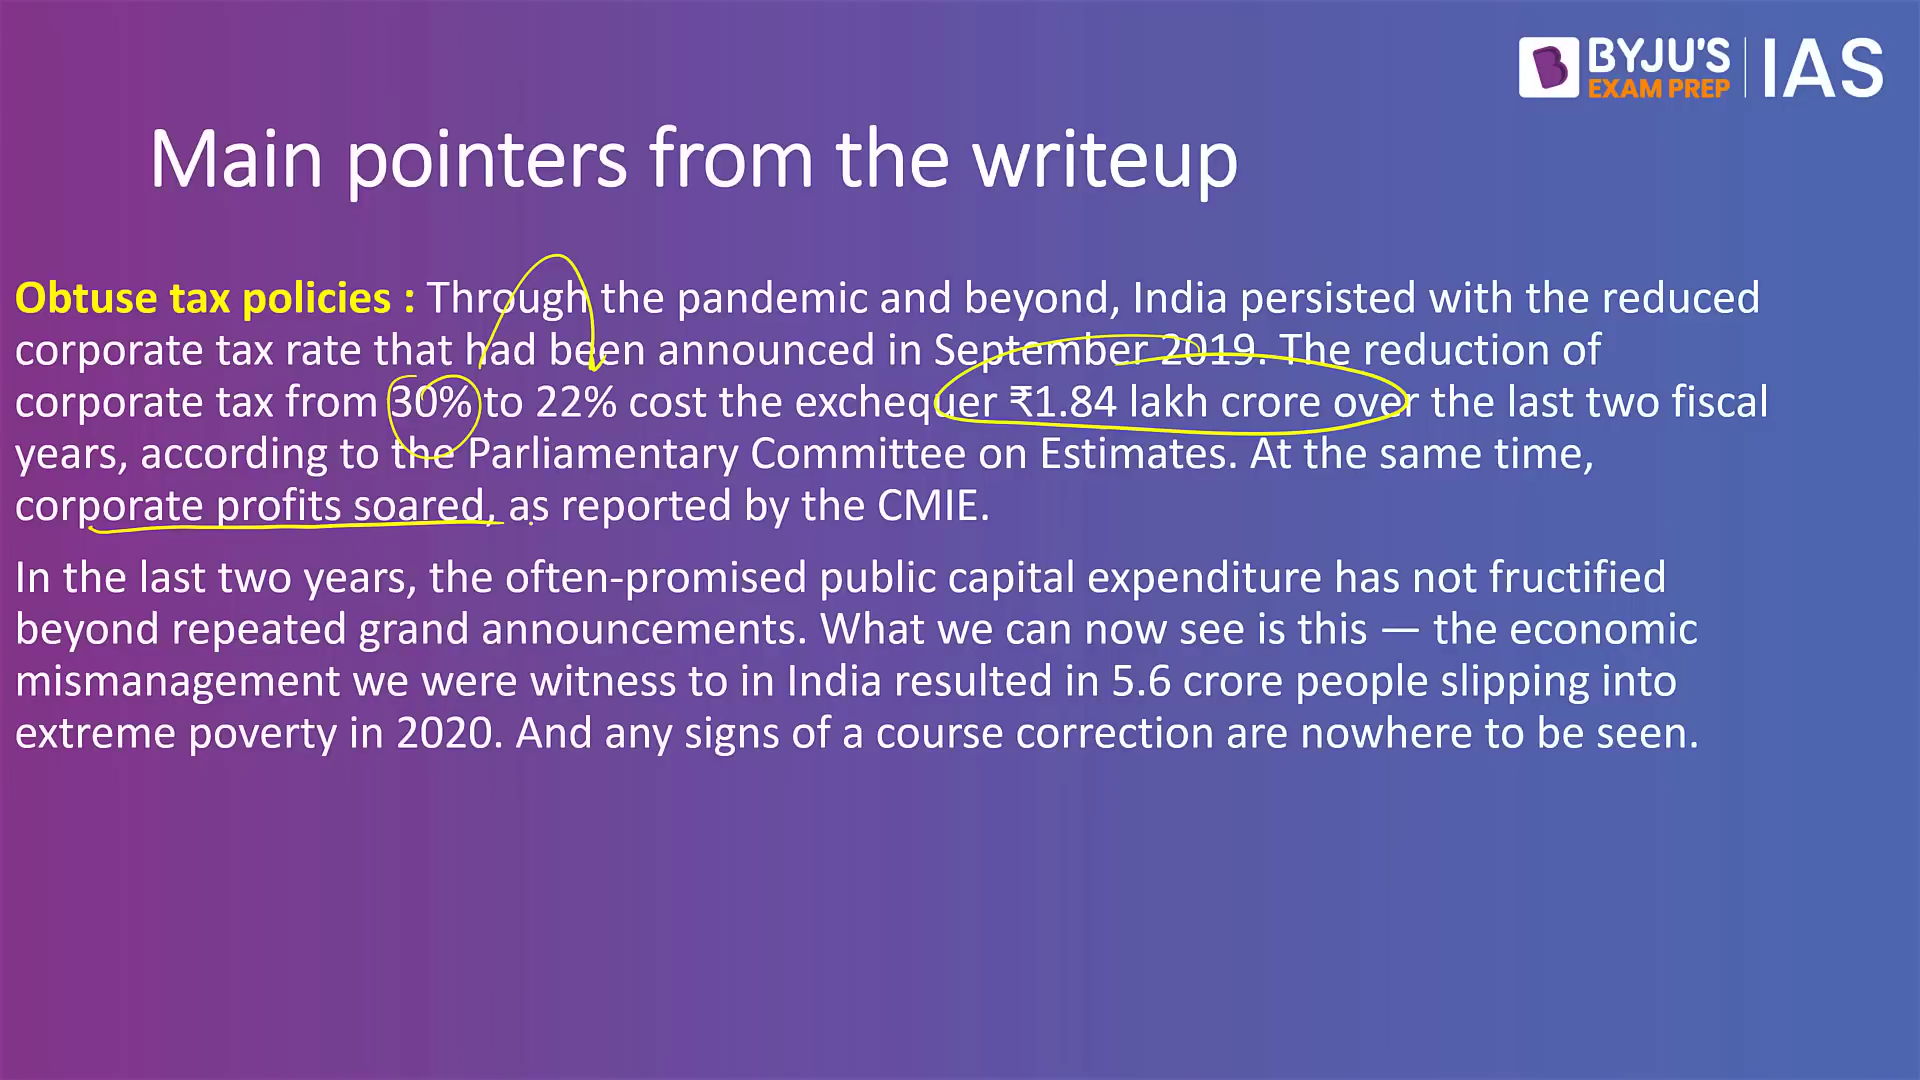 BYJU'S
EXAM PREP
IAS
Main pointers from the writeup
Obtuse tax policies : Through the pandemic and beyond, India persisted with the reduced
corporate tax rate that had been announced in September 2019. The reduction of
corporate tax from 30% to 22% cost the exchequer ₹1.84 lakh crore over the last two fiscal
years, according to the Parliamentary Committee on Estimates. At the same time,
corporate profits soared, as reported by the CMIE.
In the last two years, the often-promised public capital expenditure has not fructified
beyond repeated grand announcements. What we can now see is this — the economic
mismanagement we were witness to in India resulted in 5.6 crore people slipping into
extreme poverty in 2020. And any signs of a course correction are nowhere to be seen.